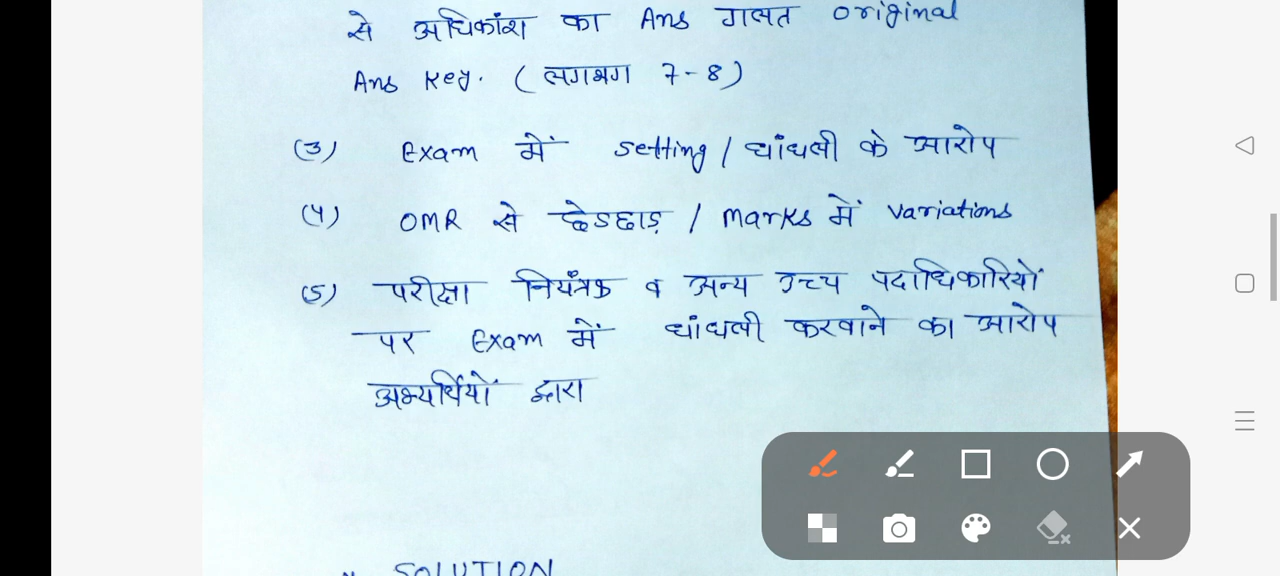 से अधिकांश का Ans गलत original
Ans Key. (लगभग 7-8)
(3) Exam में setting / धांधली के आरोप
(4) OMR से छेडछाड़ / marks में variations
(5) परीक्षा नियंत्रक व अन्य उच्च पदाधिकारियों
पर Exam में धांधली करवाने का आरोप
अभ्यर्थियों द्वारा
SOLUTION